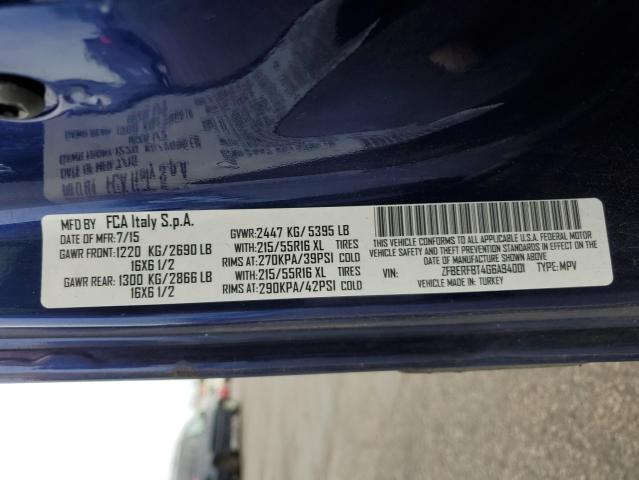 MFD BY FCA Italy S.p.A.
DATE OF MFR: 7/15
GAWR FRONT: 1220 KG/2690 LB
16X6 1/2
GAWR REAR: 1300 KG/2866 LB
16X6 1/2
GVWR: 2447 KG/ 5395 LB
WITH: 215/55R16 XL TIRES
RIMS AT: 270KPA/39PSI COLD
WITH: 215/55R16 XL TIRES
RIMS AT: 290KPA/42PSI COLD
THIS VEHICLE CONFORMS TO ALL
APPLICABLE U.S.A. FEDERAL MOTOR
VEHICLE SAFETY STANDARDS IN EFFECT ON THE
DATE OF MANUFACTURE SHOWN ABOVE.
VIN: ZFBERFBT4G6A94001 TYPE: MPV
VEHICLE MADE IN: TURKEY